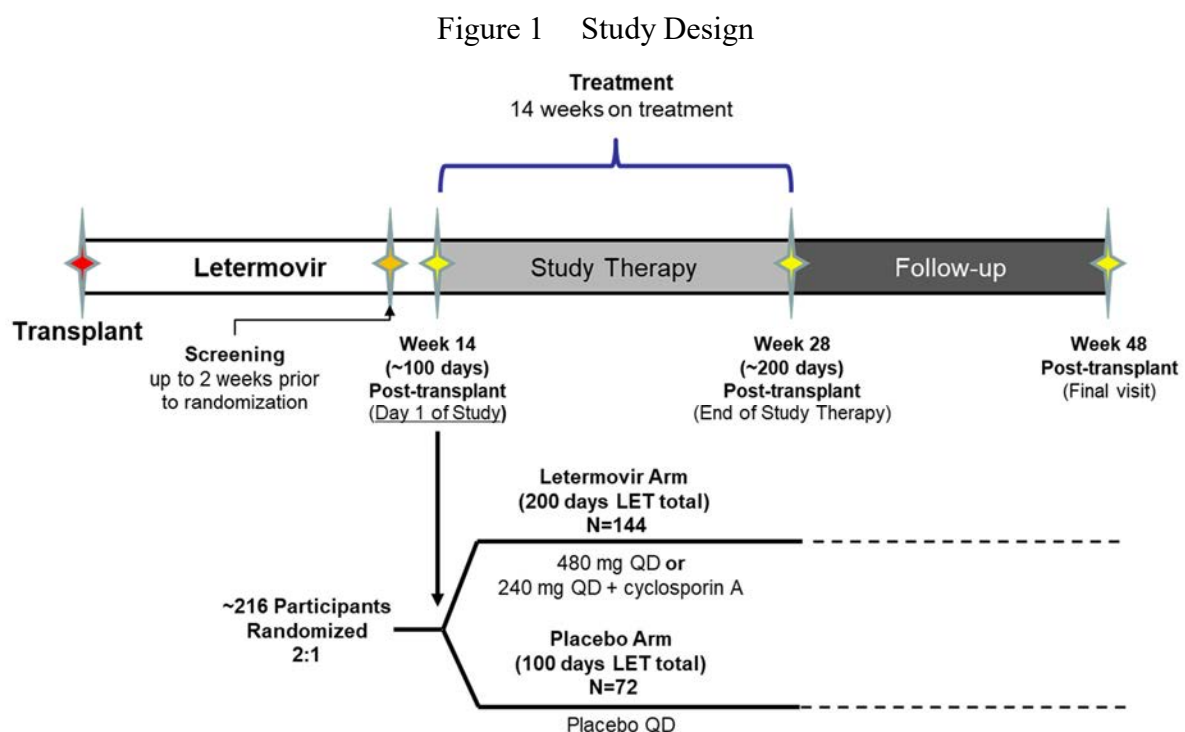 Figure 1 Study Design
Treatment
14 weeks on treatment
Letermovir
Study Therapy
Follow-up
Transplant
Screening
up to 2 weeks prior
to randomization
Week 14
(~100 days)
Post-transplant
(Day 1 of Study)
Week 28
(~200 days)
Post-transplant
(End of Study Therapy)
Week 48
Post-transplant
(Final visit)
Letermovir Arm
(200 days LET total)
N=144
480 mg QD or
240 mg QD + cyclosporin A
~216 Participants
Randomized
2:1
Placebo Arm
(100 days LET total)
N=72
Placebo QD